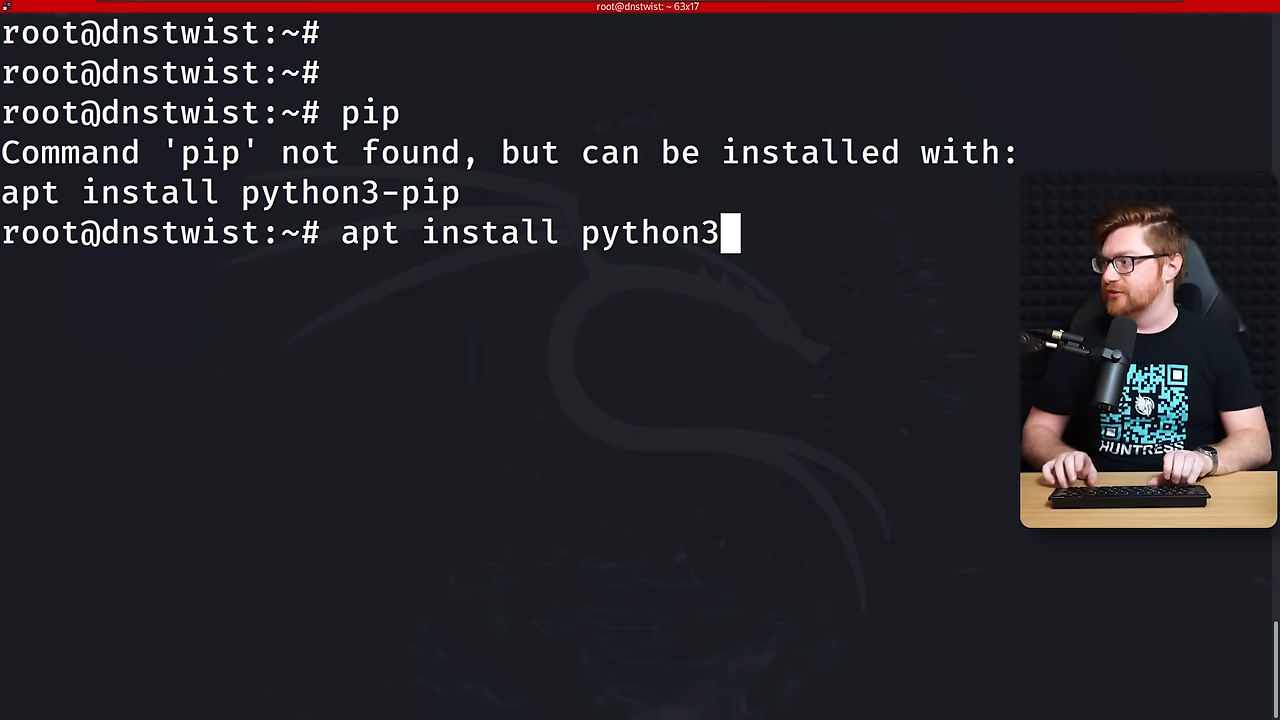 root@dnstwist: ~ 63x17
root@dnstwist:~#
root@dnstwist:~#
root@dnstwist:~# pip
Command 'pip' not found, but can be installed with:
apt install python3-pip
root@dnstwist:~# apt install python3
HUNTRESS